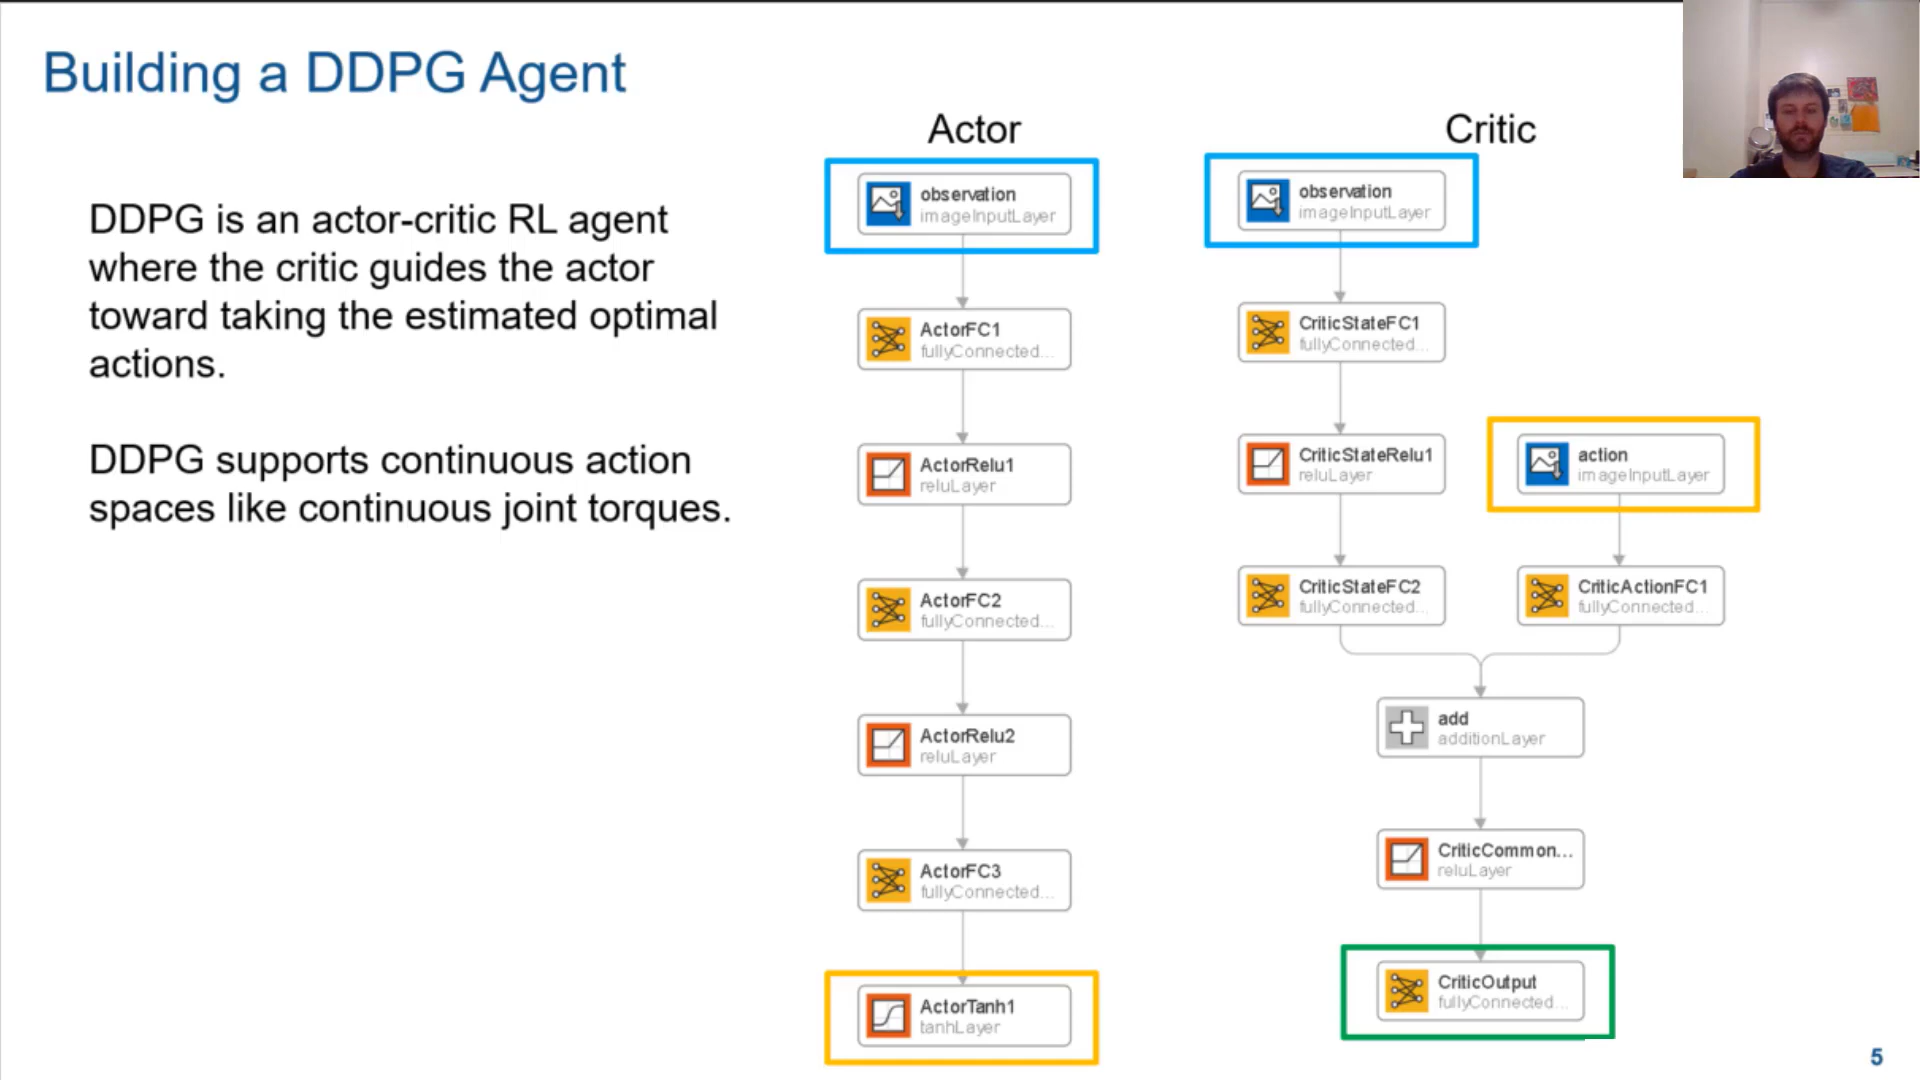 Building a DDPG Agent
DDPG is an actor-critic RL agent
where the critic guides the actor
toward taking the estimated optimal
actions.
DDPG supports continuous action
spaces like continuous joint torques.
Actor
observation
imageInputLayer
ActorFC1
fullyConnected...
ActorRelu1
reluLayer
ActorFC2
fullyConnected...
ActorRelu2
reluLayer
ActorFC3
fullyConnected...
ActorTanh1
tanhLayer
Critic
observation
imageInputLayer
CriticStateFC1
fullyConnected...
CriticStateRelu1
reluLayer
CriticStateFC2
fullyConnected...
action
imageInputLayer
CriticActionFC1
fullyConnected...
add
additionLayer
CriticCommon...
reluLayer
CriticOutput
fullyConnected...
5